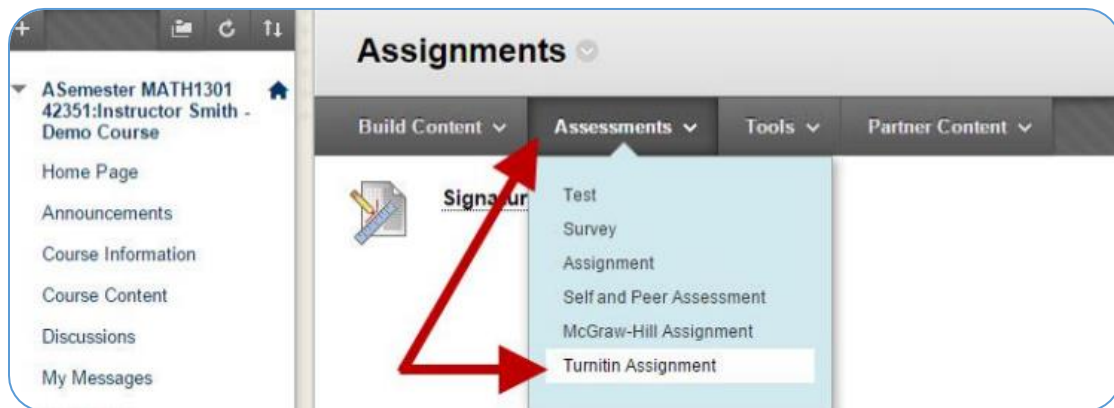 ASemester MATH1301
42351:Instructor Smith -
Demo Course
Home Page
Announcements
Course Information
Course Content
Discussions
My Messages
Assignments
Build Content
Assessments
Tools
Partner Content
Signatur
Test
Survey
Assignment
Self and Peer Assessment
McGraw-Hill Assignment
Turnitin Assignment